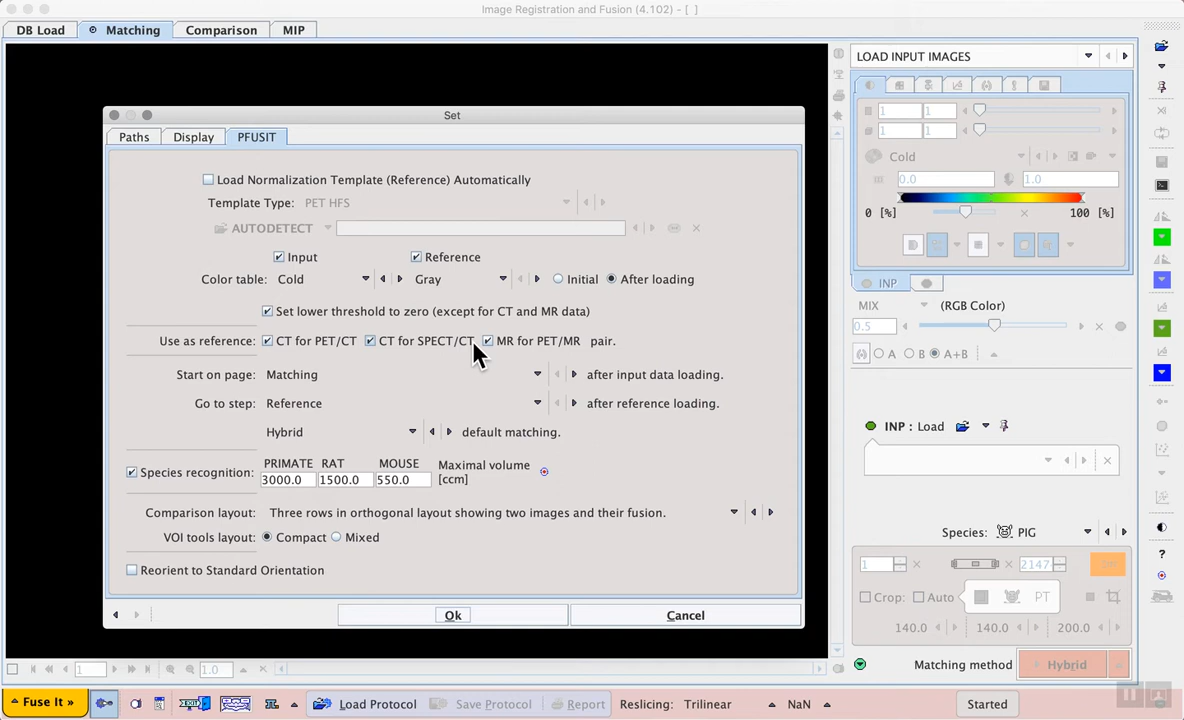 Image Registration and Fusion (4.102) - [ ]
DB Load Matching Comparison MIP
LOAD INPUT IMAGES
Set
Paths Display PFUSIT
Load Normalization Template (Reference) Automatically
Template Type: PET HFS
AUTODETECT
Input Reference
Color table: Cold Gray Initial After loading
Set lower threshold to zero (except for CT and MR data)
Use as reference: CT for PET/CT CT for SPECT/CT MR for PET/MR pair.
Start on page: Matching after input data loading.
Go to step: Reference after reference loading.
Hybrid default matching.
PRIMATE RAT MOUSE Maximal volume
Species recognition: 3000.0 1500.0 550.0 [ccm]
Comparison layout: Three rows in orthogonal layout showing two images and their fusion.
VOI tools layout: Compact Mixed
Reorient to Standard Orientation
Ok Cancel
1 1
1 1
Cold
0.0 1.0
0 [%] 100 [%]
INP
MIX (RGB Color)
0.5
A B A+B
INP : Load
Species: PIG
1 2147
Crop: Auto PT
140.0 140.0 200.0
Matching method Hybrid
1 1.0
Fuse It » Load Protocol Save Protocol Report Reslicing: Trilinear NaN Started
?